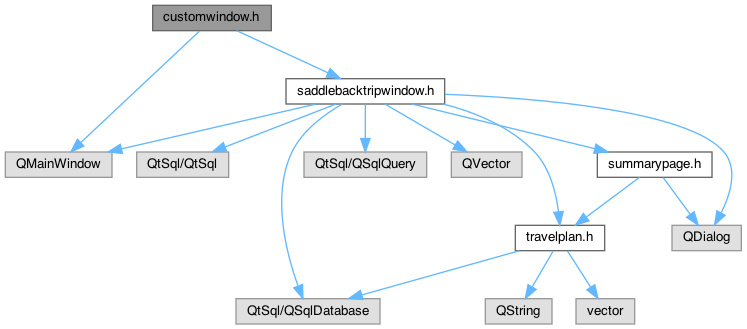 customwindow.h
saddlebacktripwindow.h
QMainWindow
QtSql/QtSql
QtSql/QSqlQuery
QVector
summarypage.h
travelplan.h
QDialog
QtSql/QSqlDatabase
QString
vector